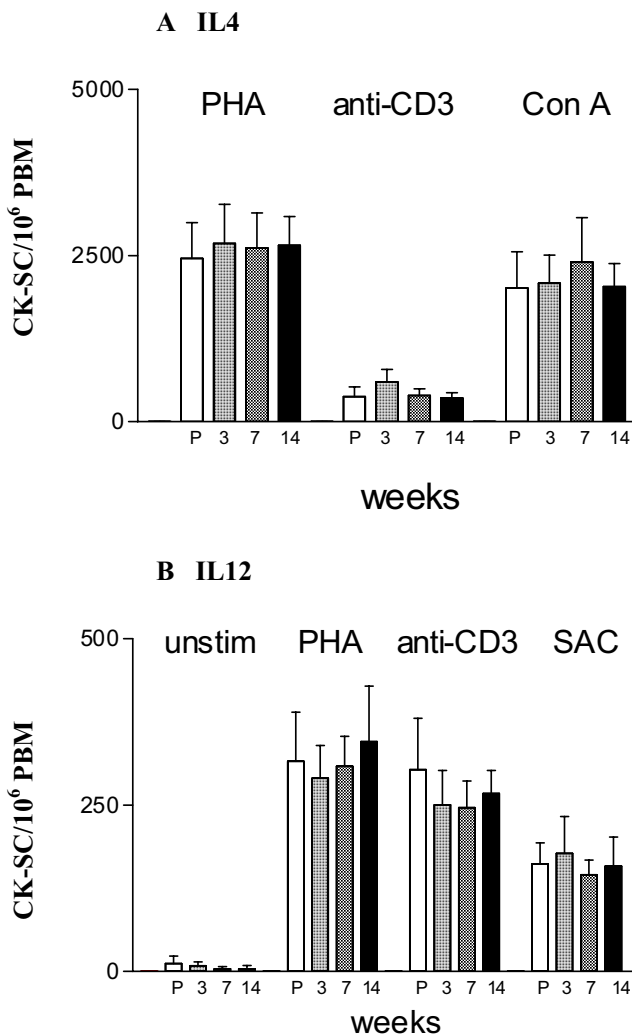 A IL4
5000
PHA anti-CD3 Con A
CK-SC/10⁶ PBM
2500
0
P 3 7 14 P 3 7 14 P 3 7 14
weeks
B IL12
500
unstim PHA anti-CD3 SAC
CK-SC/10⁶ PBM
250
0
P 3 7 14 P 3 7 14 P 3 7 14 P 3 7 14
weeks